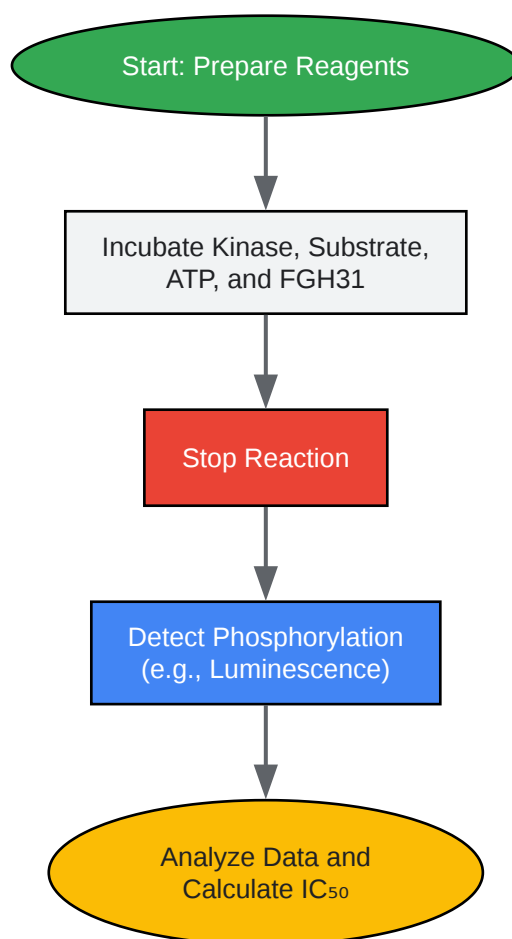 Start: Prepare Reagents
Incubate Kinase, Substrate,
ATP, and FGH31
Stop Reaction
Detect Phosphorylation
(e.g., Luminescence)
Analyze Data and
Calculate IC₅₀